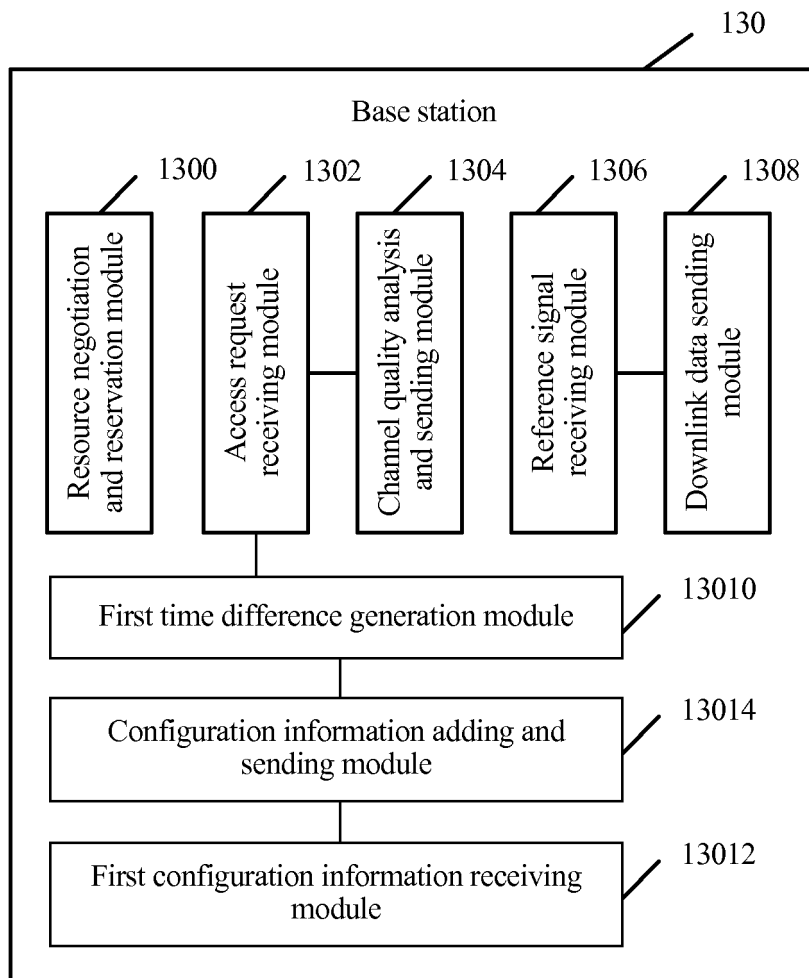 130
Base station
1300
1302
1304
1306
1308
Resource negotiation
and reservation module
Access request
receiving module
Channel quality analysis
and sending module
Reference signal
receiving module
Downlink data sending
module
First time difference generation module
13010
Configuration information adding and
sending module
13014
First configuration information receiving
module
13012